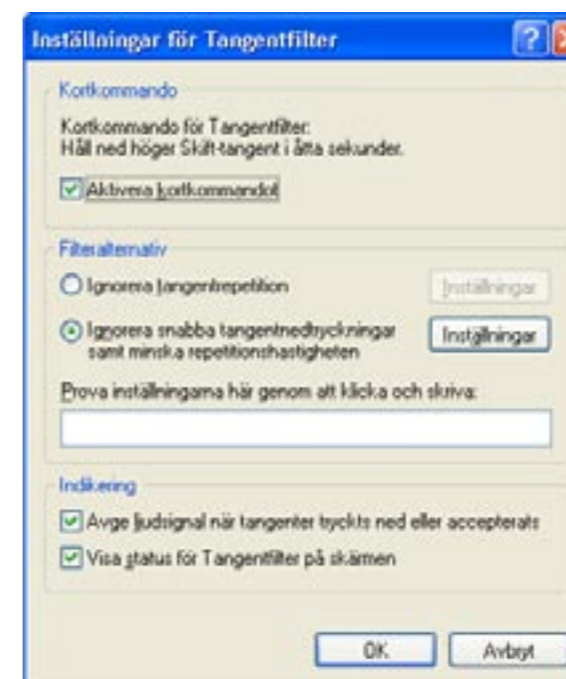 Inställningar för Tangentfilter
Kortkommando
Kortkommando för Tangentfilter:
Håll ned höger Skift-tangent i åtta sekunder.
Aktivera kortkommandot
Filteralternativ
Ignorera tangentrepetition
Inställningar
Ignorera snabba tangentnedtryckningar
samt minska repetitionshastigheten
Inställningar
Prova inställningarna här genom att klicka och skriva:
Indikering
Avge ljudsignal när tangenter tryckts ned eller accepterats
Visa status för Tangentfilter på skärmen
OK
Avbryt